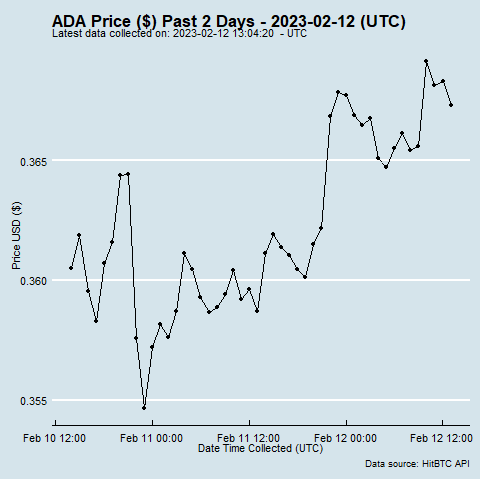 ADA Price ($) Past 2 Days - 2023-02-12 (UTC)
Latest data collected on: 2023-02-12 13:04:20 - UTC
0.365
Price USD ($)
0.360
0.355
Feb 10 12:00 Feb 11 00:00 Feb 11 12:00 Feb 12 00:00 Feb 12 12:00
Date Time Collected (UTC)
Data source: HitBTC API